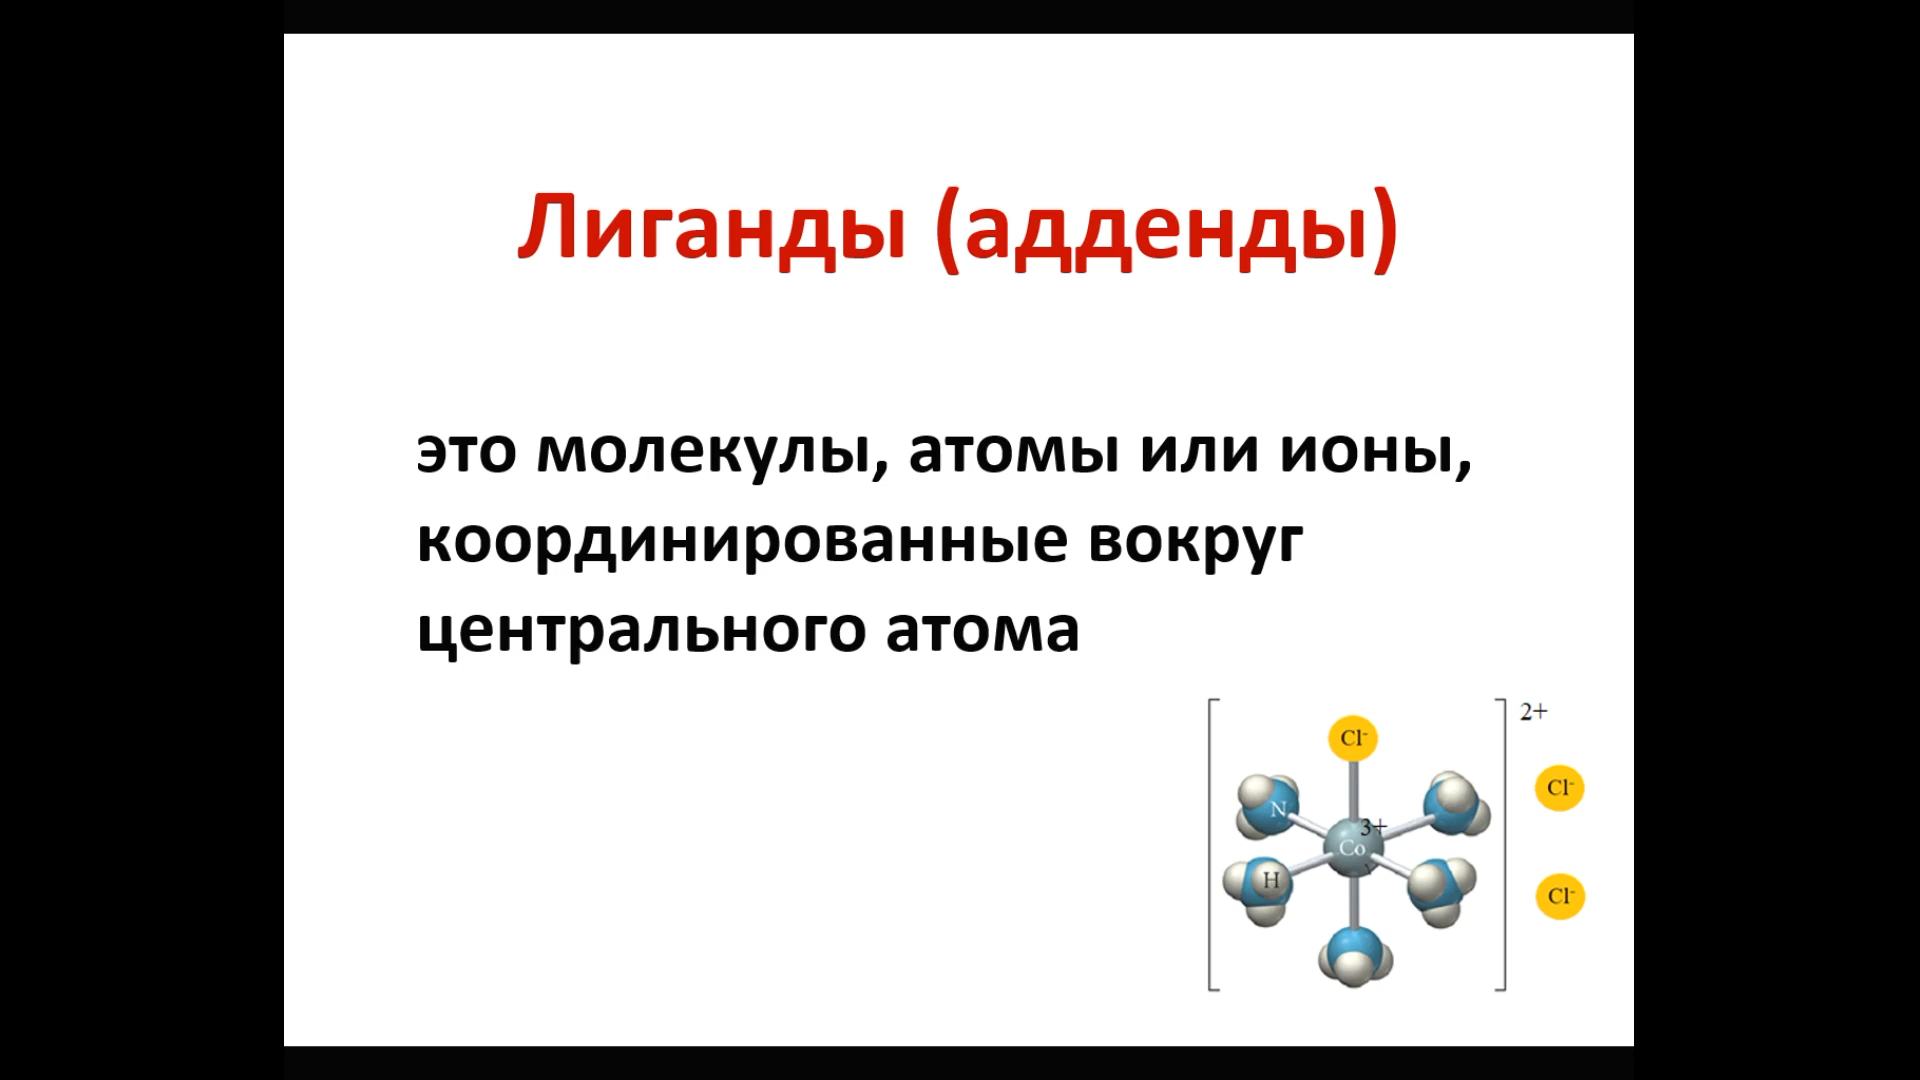 Лиганды (адденды)
это молекулы, атомы или ионы,
координированные вокруг
центрального атома
2+
Cl-
Cl-
N
3+
Co
H
Cl-